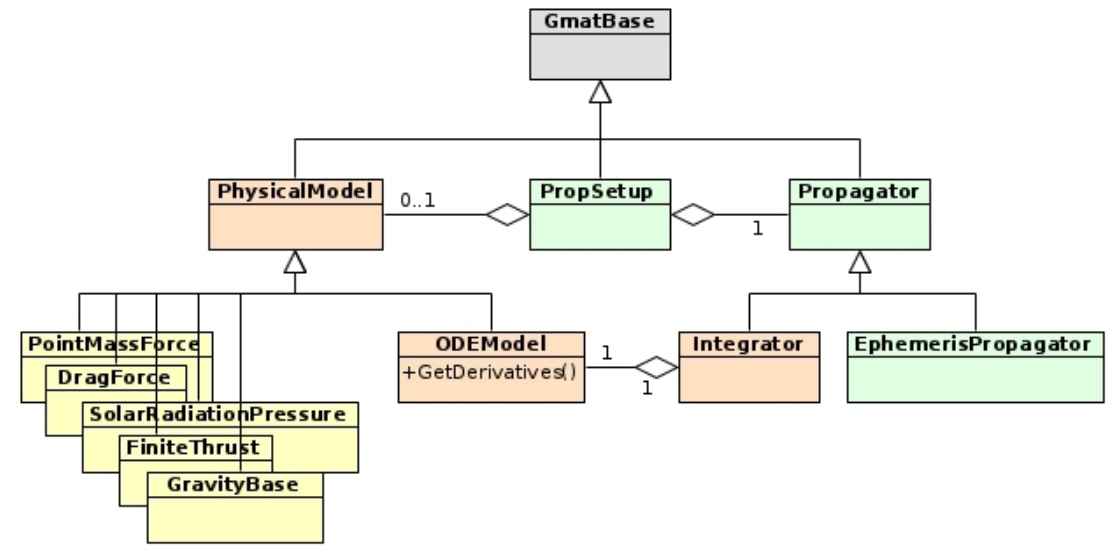 GmatBase
PhysicalModel
0..1
PropSetup
1
Propagator
PointMassForce
DragForce
SolarRadiationPressure
FiniteThrust
GravityBase
ODEModel
+GetDerivatives()
1
1
Integrator
EphemerisPropagator